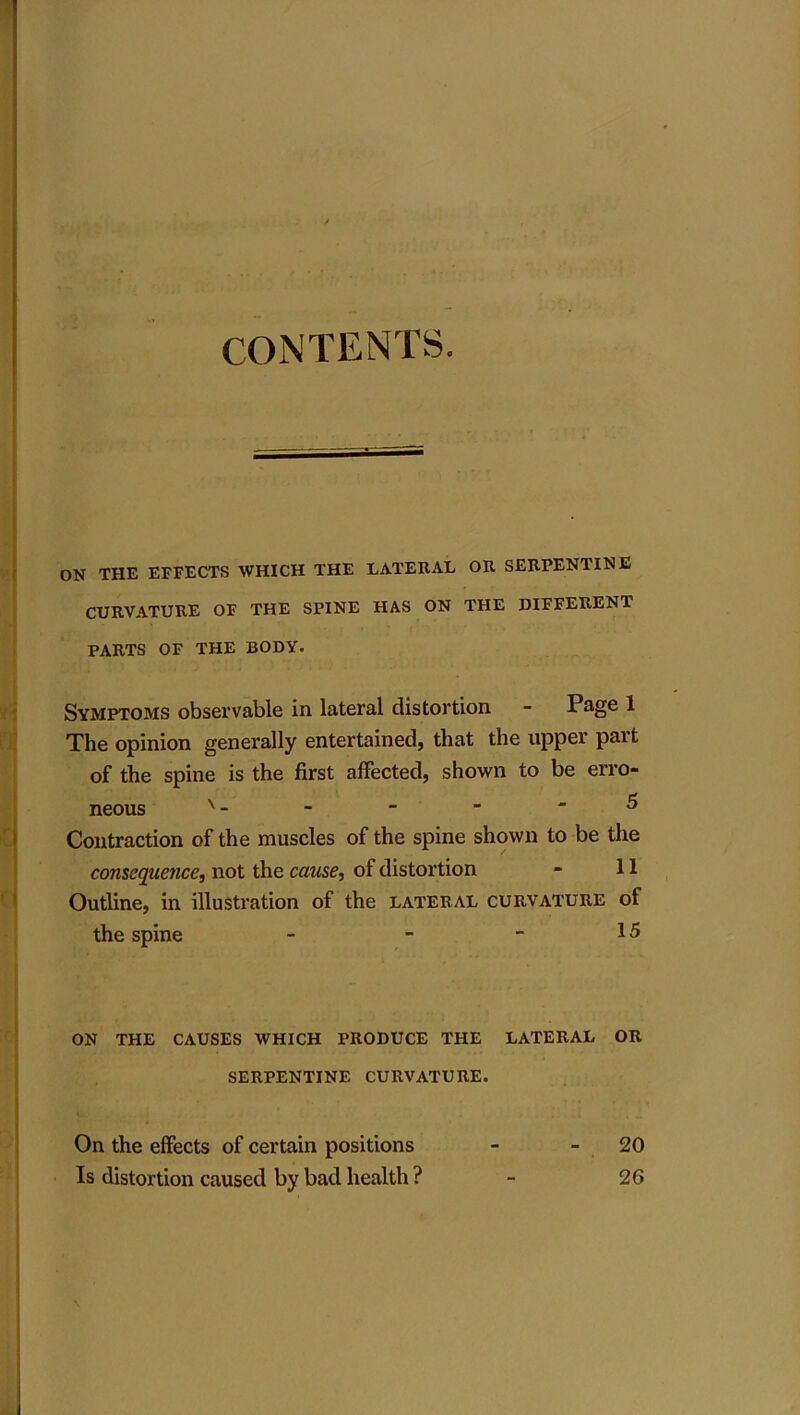 CONTENTS.
ON THE EFFECTS WHICH THE LATERAL OR SERPENTINE
CURVATURE OF THE SPINE HAS ON THE DIFFERENT
PARTS OF THE BODY.
SYMPTOMS observable in lateral distortion - Page 1
The opinion generally entertained, that the upper part
of the spine is the first affected, shown to be erro-
neous - - - - - 5
Contraction of the muscles of the spine shown to be the
consequence, not the cause, of distortion - 11
Outline, in illustration of the LATERAL CURVATURE of
the spine - - - 15
ON THE CAUSES WHICH PRODUCE THE LATERAL OR
SERPENTINE CURVATURE.
On the effects of certain positions - - 20
Is distortion caused by bad health ? - 26